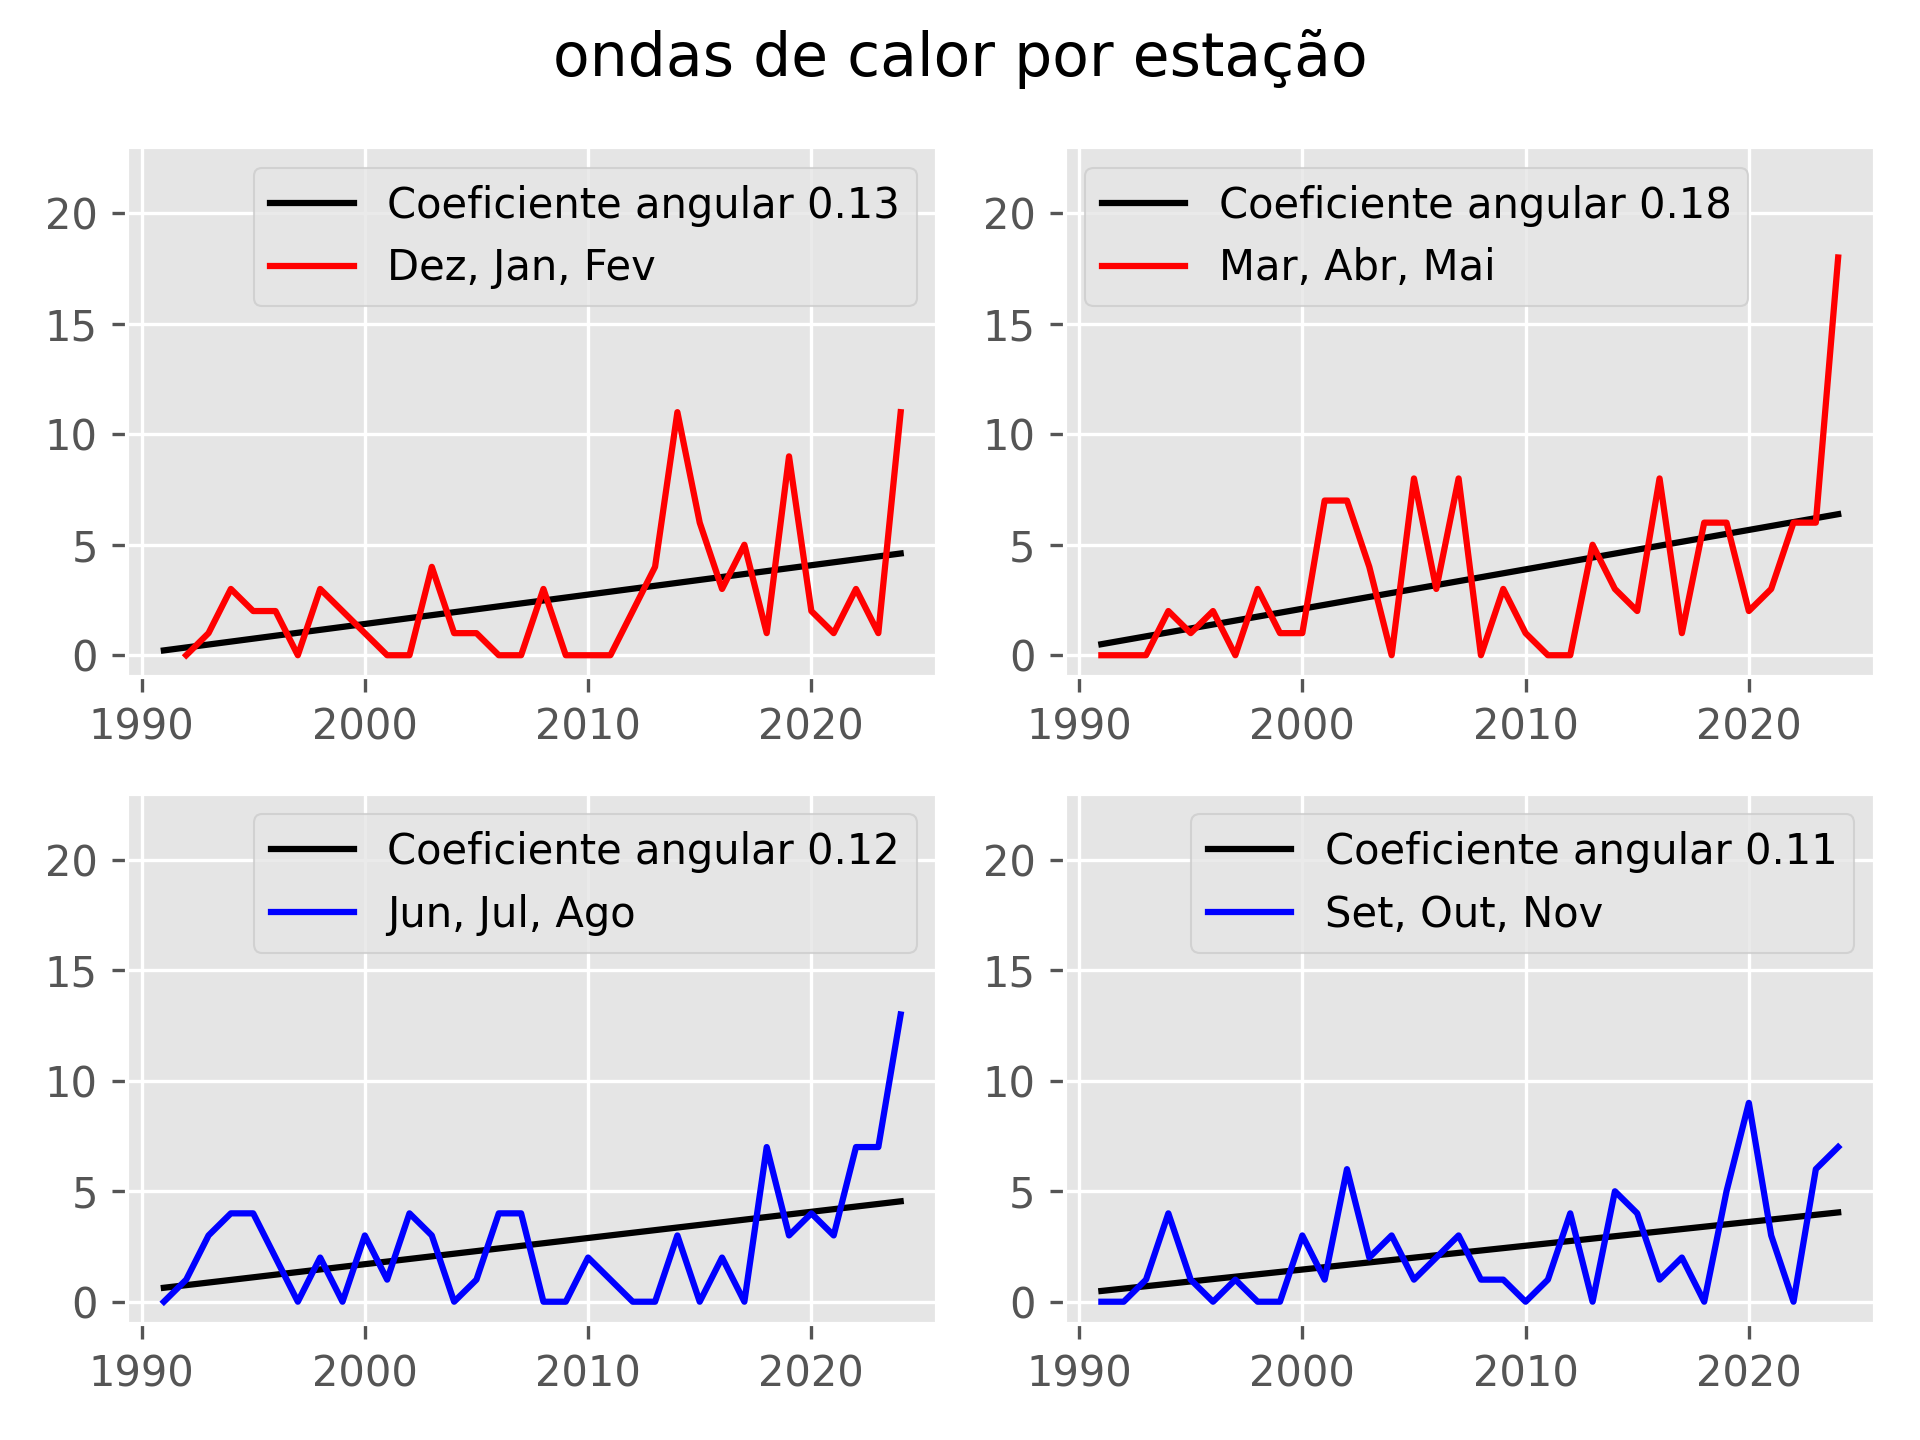 ondas de calor por estação
Coeficiente angular 0.13
Dez, Jan, Fev
20
15
10
5
0
1990 2000 2010 2020
Coeficiente angular 0.18
Mar, Abr, Mai
20
15
10
5
0
1990 2000 2010 2020
Coeficiente angular 0.12
Jun, Jul, Ago
20
15
10
5
0
1990 2000 2010 2020
Coeficiente angular 0.11
Set, Out, Nov
20
15
10
5
0
1990 2000 2010 2020